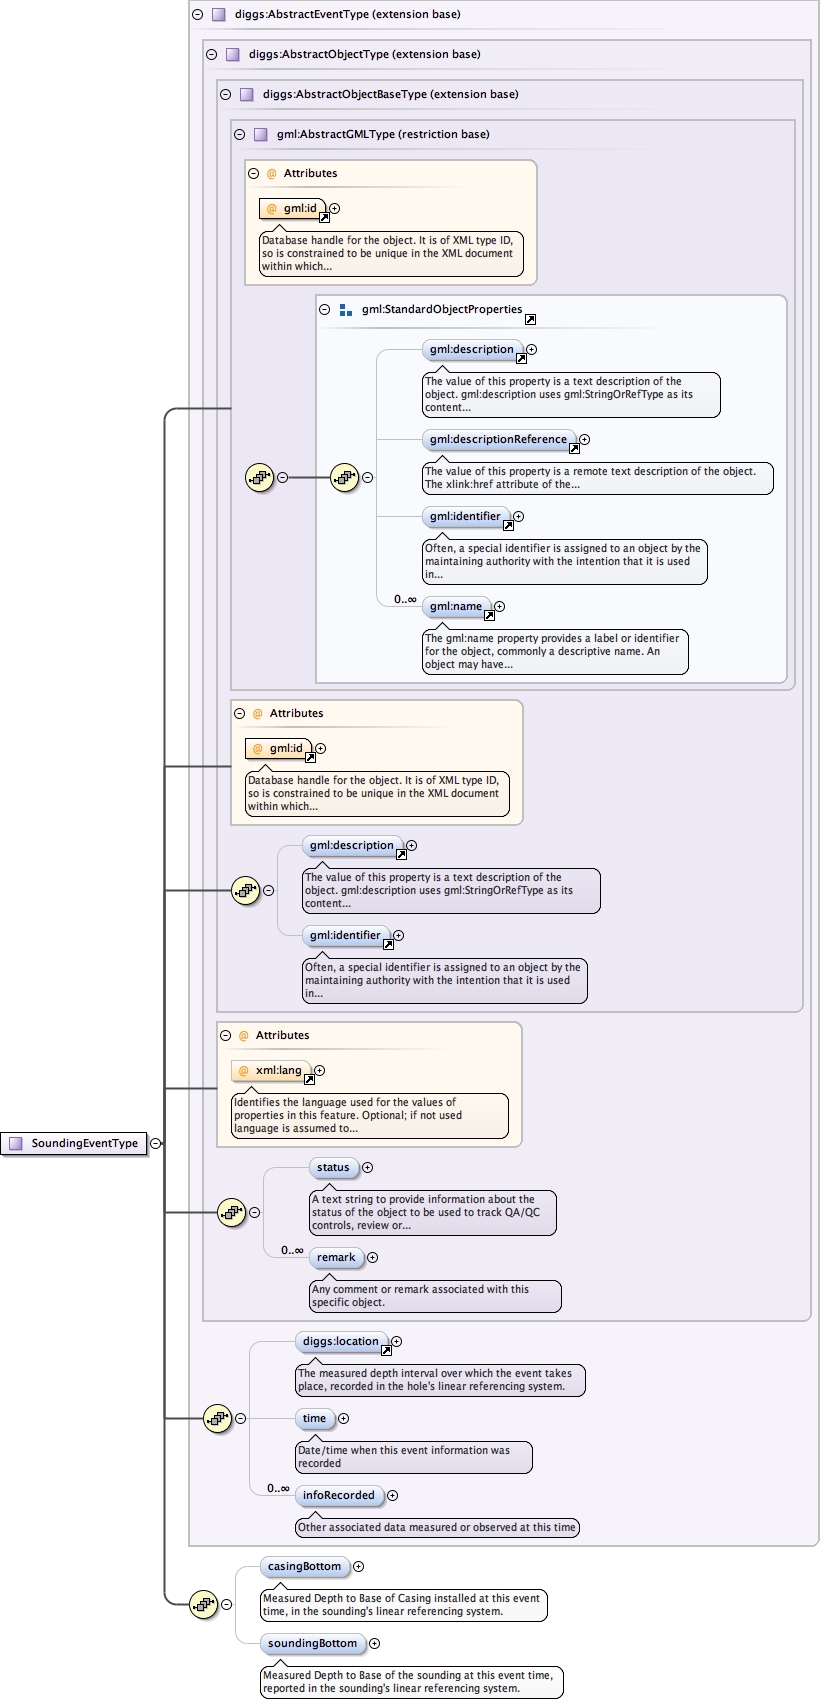 diggs:AbstractEventType (extension base)
diggs:AbstractObjectType (extension base)
diggs:AbstractObjectBaseType (extension base)
gml:AbstractGMLType (restriction base)
@ Attributes
@ gml:id
Database handle for the object. It is of XML type ID,
so is constrained to be unique in the XML document
within which...
gml:StandardObjectProperties
gml:description
The value of this property is a text description of the
object. gml:description uses gml:StringOrRefType as its
content...
gml:descriptionReference
The value of this property is a remote text description of the object.
The xlink:href attribute of the...
gml:identifier
Often, a special identifier is assigned to an object by the
maintaining authority with the intention that it is used
in...
0..∞
gml:name
The gml:name property provides a label or identifier
for the object, commonly a descriptive name. An
object may have...
@ Attributes
@ gml:id
Database handle for the object. It is of XML type ID,
so is constrained to be unique in the XML document
within which...
gml:description
The value of this property is a text description of the
object. gml:description uses gml:StringOrRefType as its
content...
gml:identifier
Often, a special identifier is assigned to an object by the
maintaining authority with the intention that it is used
in...
@ Attributes
@ xml:lang
Identifies the language used for the values of
properties in this feature. Optional; if not used
language is assumed to...
SoundingEventType
status
A text string to provide information about the
status of the object to be used to track QA/QC
controls, review or...
0..∞
remark
Any comment or remark associated with this
specific object.
diggs:location
The measured depth interval over which the event takes
place, recorded in the hole's linear referencing system.
time
Date/time when this event information was
recorded
0..∞
infoRecorded
Other associated data measured or observed at this time
casingBottom
Measured Depth to Base of Casing installed at this event
time, in the sounding's linear referencing system.
soundingBottom
Measured Depth to Base of the sounding at this event time,
reported in the sounding's linear referencing system.